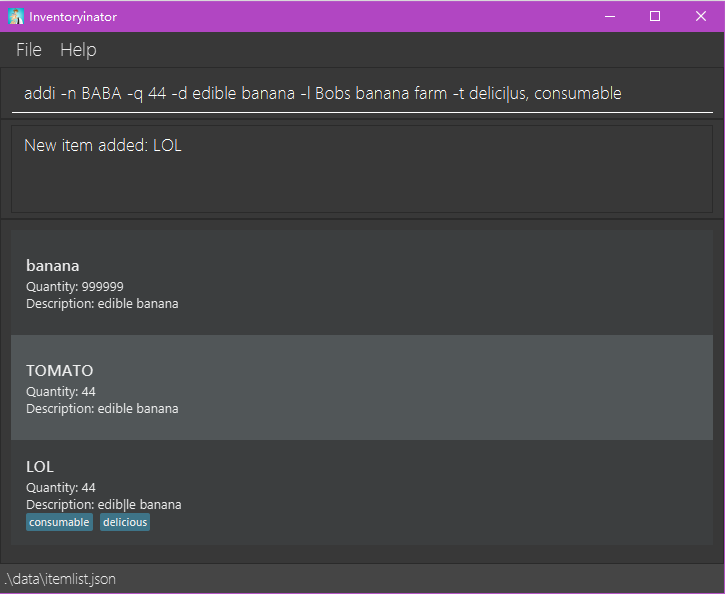 Inventoryinator
File Help
addi -n BABA -q 44 -d edible banana -l Bobs banana farm -t delici|us, consumable
New item added: LOL
banana
Quantity: 999999
Description: edible banana
TOMATO
Quantity: 44
Description: edible banana
LOL
Quantity: 44
Description: edib|le banana
consumable delicious
.\data\itemlist.json